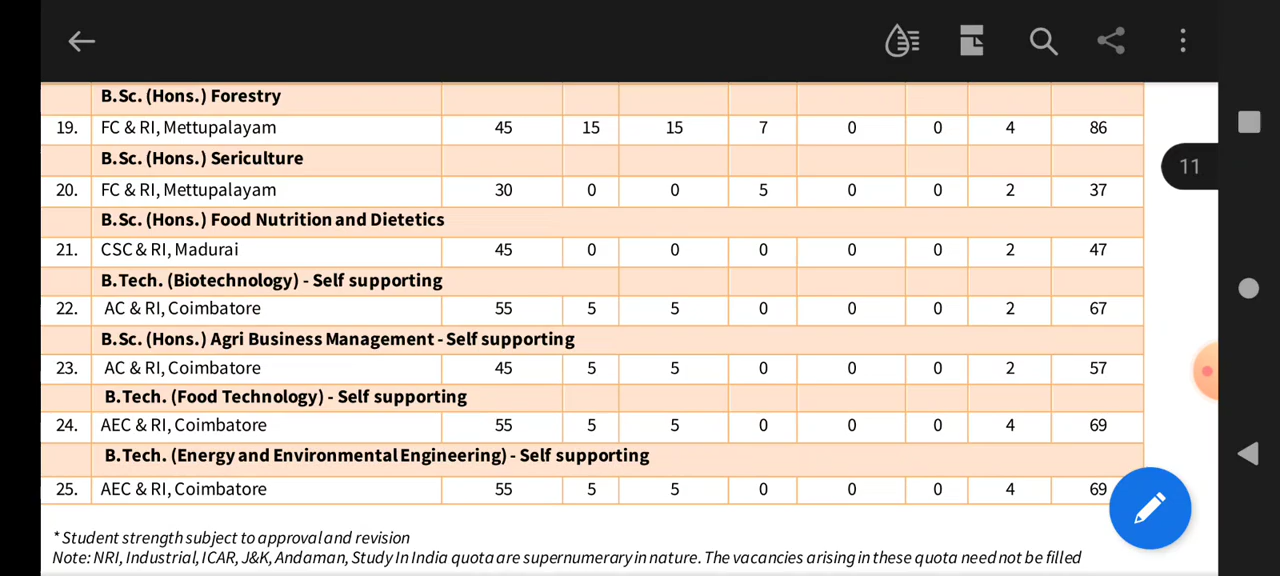 B.Sc. (Hons.) Forestry
19. FC & RI, Mettupalayam 45 15 15 7 0 0 4 86
11
B.Sc. (Hons.) Sericulture
20. FC & RI, Mettupalayam 30 0 0 5 0 0 2 37
B.Sc. (Hons.) Food Nutrition and Dietetics
21. CSC & RI, Madurai 45 0 0 0 0 0 2 47
B.Tech. (Biotechnology) - Self supporting
22. AC & RI, Coimbatore 55 5 5 0 0 0 2 67
B.Sc. (Hons.) Agri Business Management - Self supporting
23. AC & RI, Coimbatore 45 5 5 0 0 0 2 57
B.Tech. (Food Technology) - Self supporting
24. AEC & RI, Coimbatore 55 5 5 0 0 0 4 69
B.Tech. (Energy and Environmental Engineering) - Self supporting
25. AEC & RI, Coimbatore 55 5 5 0 0 0 4 69
* Student strength subject to approval and revision
Note: NRI, Industrial, ICAR, J&K, Andaman, Study In India quota are supernumerary in nature. The vacancies arising in these quota need not be filled